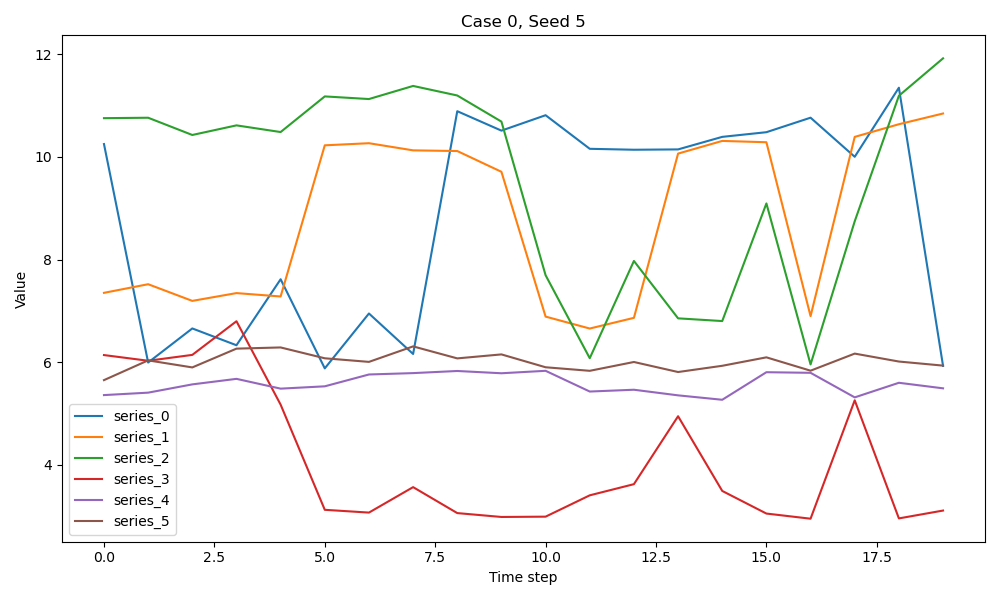 Case 0, Seed 5
Value
12
10
8
6
4
series_0
series_1
series_2
series_3
series_4
series_5
0.0 2.5 5.0 7.5 10.0 12.5 15.0 17.5
Time step